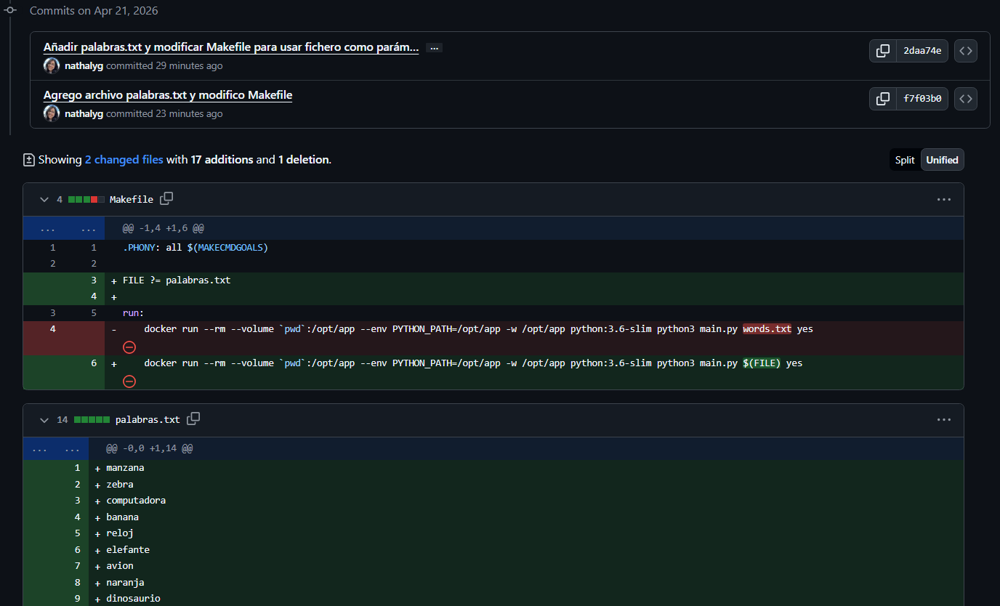 Commits on Apr 21, 2026
Añadir palabras.txt y modificar Makefile para usar fichero como parám... ...
nathalyg committed 29 minutes ago
2daa74e
Agrego archivo palabras.txt y modifico Makefile
nathalyg committed 23 minutes ago
f7f03b0
Showing 2 changed files with 17 additions and 1 deletion.
Split Unified
4 Makefile
... ... @@ -1,4 +1,6 @@
1 1 .PHONY: all $(MAKECMDGOALS)
2 2
3 + FILE ?= palabras.txt
4 +
3 5 run:
4 - docker run --rm --volume `pwd`:/opt/app --env PYTHON_PATH=/opt/app -w /opt/app python:3.6-slim python3 main.py words.txt yes
6 + docker run --rm --volume `pwd`:/opt/app --env PYTHON_PATH=/opt/app -w /opt/app python:3.6-slim python3 main.py $(FILE) yes
14 palabras.txt
... ... @@ -0,0 +1,14 @@
1 + manzana
2 + zebra
3 + computadora
4 + banana
5 + reloj
6 + elefante
7 + avion
8 + naranja
9 + dinosaurio